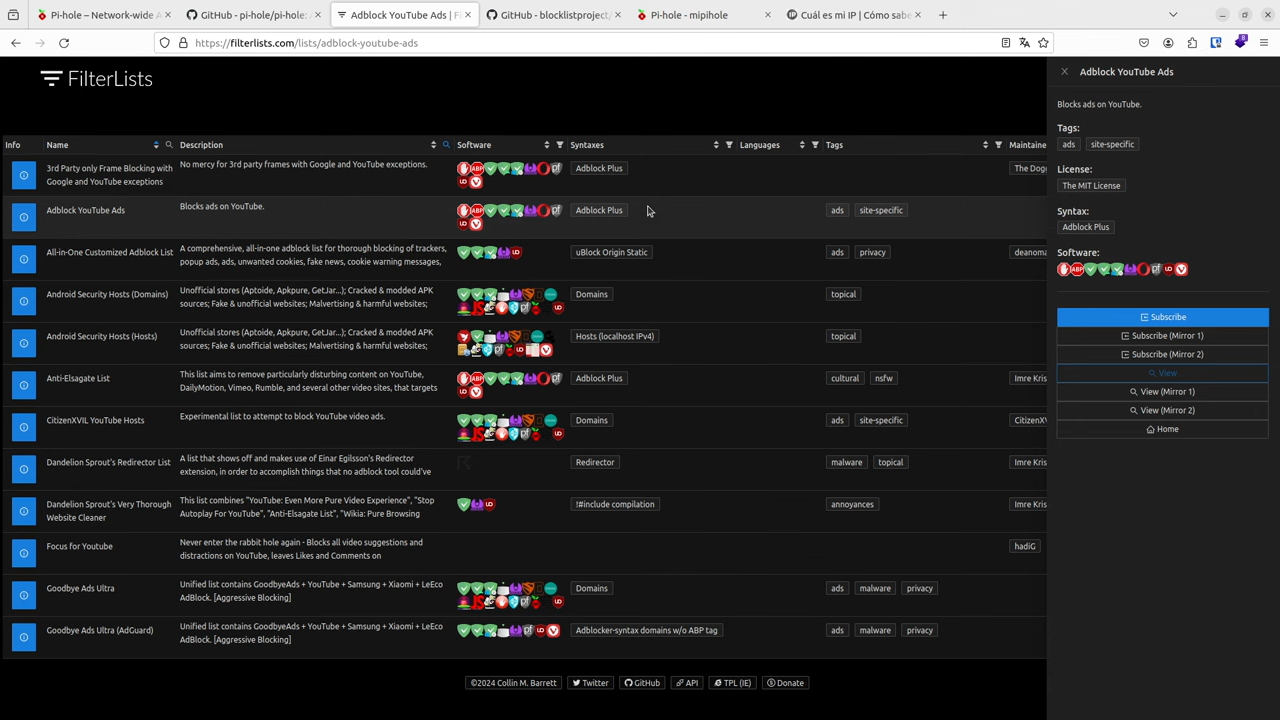 Pi-hole – Network-wide A
GitHub - pi-hole/pi-hole: A
Adblock YouTube Ads | F
GitHub - blocklistproject/
Pi-hole - mipihole
Cuál es mi IP | Cómo sabe
https://filterlists.com/lists/adblock-youtube-ads
FilterLists
Info Name Description Software Syntaxes Languages Tags Maintaine
3rd Party only Frame Blocking with
Google and YouTube exceptions
No mercy for 3rd party frames with Google and YouTube exceptions.
Adblock Plus
The Dogg
Adblock YouTube Ads
Blocks ads on YouTube.
Adblock Plus
ads site-specific
All-in-One Customized Adblock List
A comprehensive, all-in-one adblock list for thorough blocking of trackers,
popup ads, ads, unwanted cookies, fake news, cookie warning messages,
uBlock Origin Static
ads privacy
deanoma
Android Security Hosts (Domains)
Unofficial stores (Aptoide, Apkpure, GetJar...); Cracked & modded APK
sources; Fake & unofficial websites; Malvertising & harmful websites;
Domains
topical
Android Security Hosts (Hosts)
Unofficial stores (Aptoide, Apkpure, GetJar...); Cracked & modded APK
sources; Fake & unofficial websites; Malvertising & harmful websites;
Hosts (localhost IPv4)
topical
Anti-Elsagate List
This list aims to remove particularly disturbing content on YouTube,
DailyMotion, Vimeo, Rumble, and several other video sites, that targets
Adblock Plus
cultural nsfw
Imre Kris
CitizenXVIL YouTube Hosts
Experimental list to attempt to block YouTube video ads.
Domains
ads site-specific
CitizenXV
Dandelion Sprout's Redirector List
A list that shows off and makes use of Einar Egilsson's Redirector
extension, in order to accomplish things that no adblock tool could've
Redirector
malware topical
Imre Kris
Dandelion Sprout's Very Thorough
Website Cleaner
This list combines "YouTube: Even More Pure Video Experience", "Stop
Autoplay For YouTube", "Anti-Elsagate List", "Wikia: Pure Browsing
!#include compilation
annoyances
Imre Kris
Focus for Youtube
Never enter the rabbit hole again - Blocks all video suggestions and
distractions on YouTube, leaves Likes and Comments on
hadiG
Goodbye Ads Ultra
Unified list contains GoodbyeAds + YouTube + Samsung + Xiaomi + LeEco
AdBlock. [Aggressive Blocking]
Domains
ads malware privacy
Goodbye Ads Ultra (AdGuard)
Unified list contains GoodbyeAds + YouTube + Samsung + Xiaomi + LeEco
AdBlock. [Aggressive Blocking]
Adblocker-syntax domains w/o ABP tag
ads malware privacy
©2024 Collin M. Barrett
Twitter
GitHub
API
TPL (IE)
Donate
Adblock YouTube Ads
Blocks ads on YouTube.
Tags:
ads site-specific
License:
The MIT License
Syntax:
Adblock Plus
Software:
Subscribe
Subscribe (Mirror 1)
Subscribe (Mirror 2)
View
View (Mirror 1)
View (Mirror 2)
Home